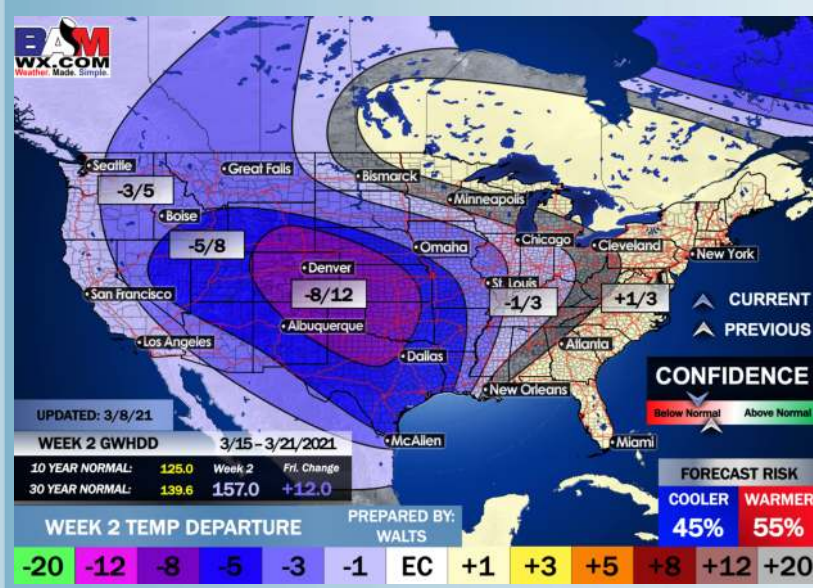 BAM
WX.COM
Weather. Made. Simple.
Seattle
Great Falls
Bismarck
-3/5
Minneapolis
Boise
-5/8
Omaha
Chicago
Cleveland
New York
Denver
St. Louis
-8/12
-1/3
+1/3
San Francisco
CURRENT
Albuquerque
PREVIOUS
Los Angeles
Atlanta
Dallas
CONFIDENCE
New Orleans
Below Normal Above Normal
UPDATED: 3/8/21
McAllen
Miami
WEEK 2 GWHDD 3/15 – 3/21/2021
10 YEAR NORMAL: 125.0 Week 2 Fri. Change
30 YEAR NORMAL: 139.6 157.0 +12.0
FORECAST RISK
COOLER WARMER
45% 55%
WEEK 2 TEMP DEPARTURE
PREPARED BY:
WALTS
-20 -12 -8 -5 -3 -1 EC +1 +3 +5 +8 +12 +20